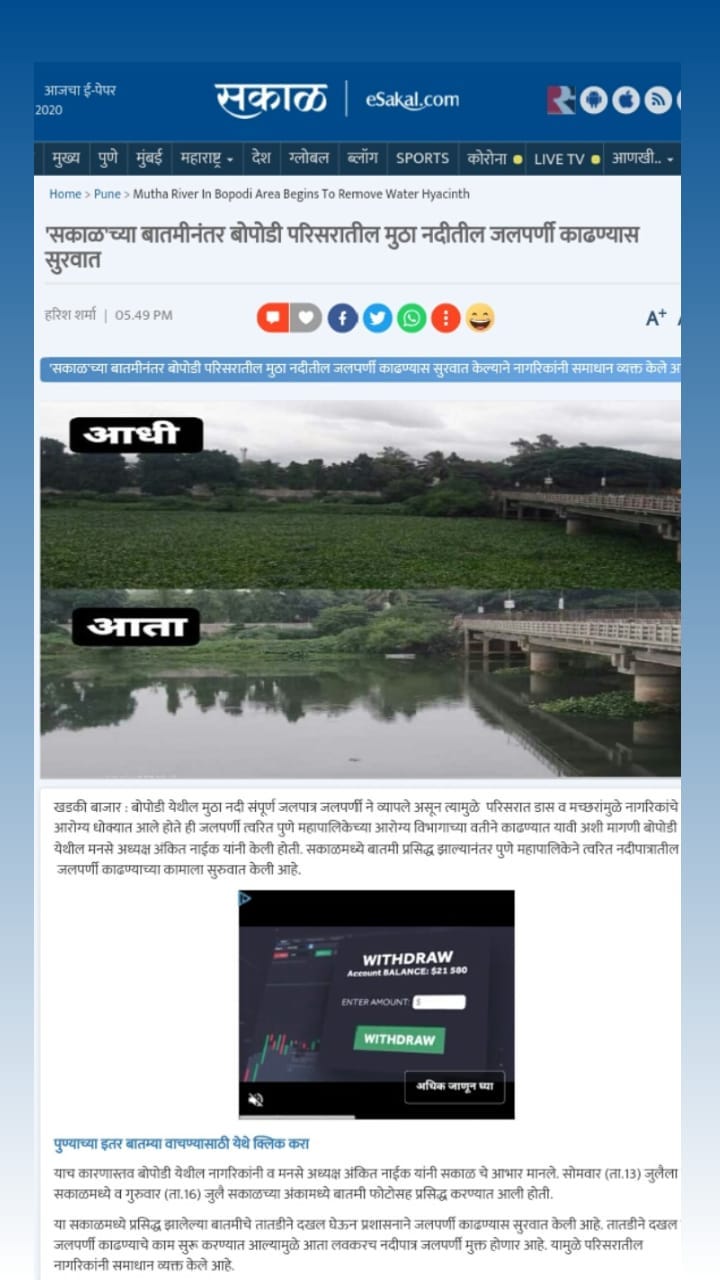 आजचा ई-पेपर
2020
सकाळ | eSakal.com
मुख्य पुणे मुंबई महाराष्ट्र देश ग्लोबल ब्लॉग SPORTS कोरोना LIVE TV आणखी..
Home > Pune > Mutha River In Bopodi Area Begins To Remove Water Hyacinth
'सकाळ'च्या बातमीनंतर बोपोडी परिसरातील मुठा नदीतील जलपर्णी काढण्यास
सुरवात
हरिश शर्मा | 05.49 PM
A+
'सकाळ'च्या बातमीनंतर बोपोडी परिसरातील मुठा नदीतील जलपर्णी काढण्यास सुरवात केल्याने नागरिकांनी समाधान व्यक्त केले
आधी
आता
खडकी बाजार : बोपोडी येथील मुठा नदी संपूर्ण जलपात्र जलपर्णी ने व्यापले असून त्यामुळे परिसरात डास व मच्छरांमुळे नागरिकांचे
आरोग्य धोक्यात आले होते ही जलपर्णी त्वरित पुणे महापालिकेच्या आरोग्य विभागाच्या वतीने काढण्यात यावी अशी मागणी बोपोडी
येथील मनसे अध्यक्ष अंकित नाईक यांनी केली होती. सकाळमध्ये बातमी प्रसिद्ध झाल्यानंतर पुणे महापालिकेने त्वरित नदीपात्रातील
जलपर्णी काढण्याच्या कामाला सुरुवात केली आहे.
WITHDRAW
Account BALANCE: $21 580
ENTER AMOUNT: $
WITHDRAW
अधिक जाणून घ्या
पुण्याच्या इतर बातम्या वाचण्यासाठी येथे क्लिक करा
याच कारणास्तव बोपोडी येथील नागरिकांनी व मनसे अध्यक्ष अंकित नाईक यांनी सकाळ चे आभार मानले. सोमवार (ता.13) जुलैला
सकाळमध्ये व गुरुवार (ता.16) जुलै सकाळच्या अंकामध्ये बातमी फोटोसह प्रसिद्ध करण्यात आली होती.
या सकाळमध्ये प्रसिद्ध झालेल्या बातमीचे तातडीने दखल घेऊन प्रशासनाने जलपर्णी काढण्यास सुरवात केली आहे. तातडीने दखल
जलपर्णी काढण्याचे काम सुरू करण्यात आल्यामुळे आता लवकरच नदीपात्र जलपर्णी मुक्त होणार आहे. यामुळे परिसरातील
नागरिकांनी समाधान व्यक्त केले आहे.